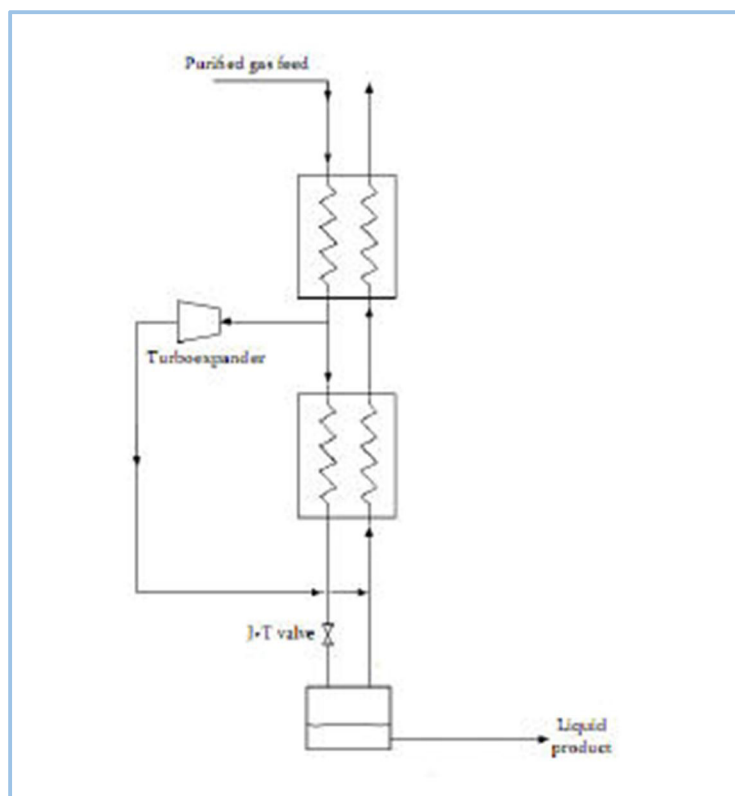 Purified gas feed
Turboexpander
J-T valve
Liquid
product